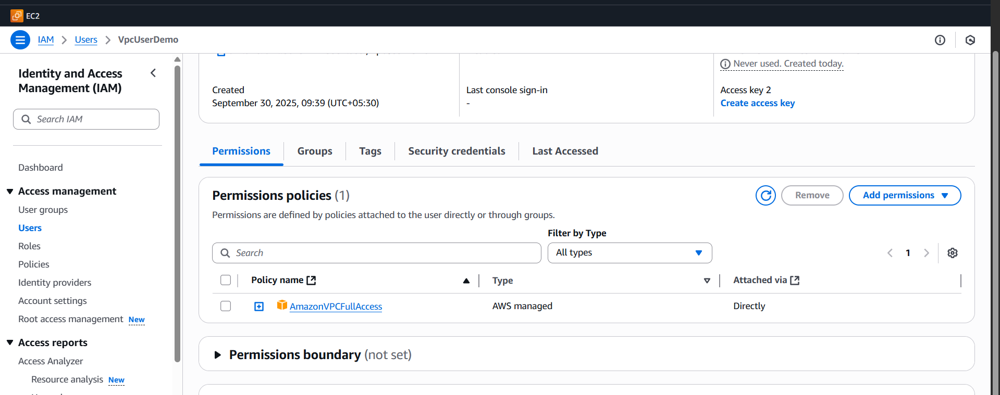 EC2
IAM > Users > VpcUserDemo
Identity and Access Management (IAM)
Search IAM
Dashboard
Access management
User groups
Users
Roles
Policies
Identity providers
Account settings
Root access management New
Access reports
Access Analyzer
Resource analysis New
Never used. Created today.
Created
September 30, 2025, 09:39 (UTC+05:30)
Last console sign-in
-
Access key 2
Create access key
Permissions
Groups
Tags
Security credentials
Last Accessed
Permissions policies (1)
Remove
Add permissions
Permissions are defined by policies attached to the user directly or through groups.
Filter by Type
Search
All types
1
Policy name
Type
Attached via
AmazonVPCFullAccess
AWS managed
Directly
Permissions boundary (not set)